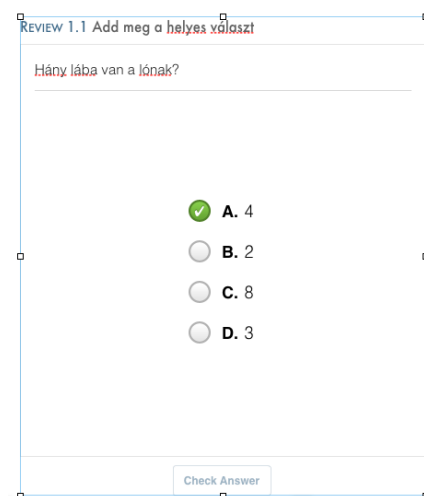 REVIEW 1.1 Add meg a helyes választ
Hány lába van a lónak?
A. 4
B. 2
C. 8
D. 3
Check Answer